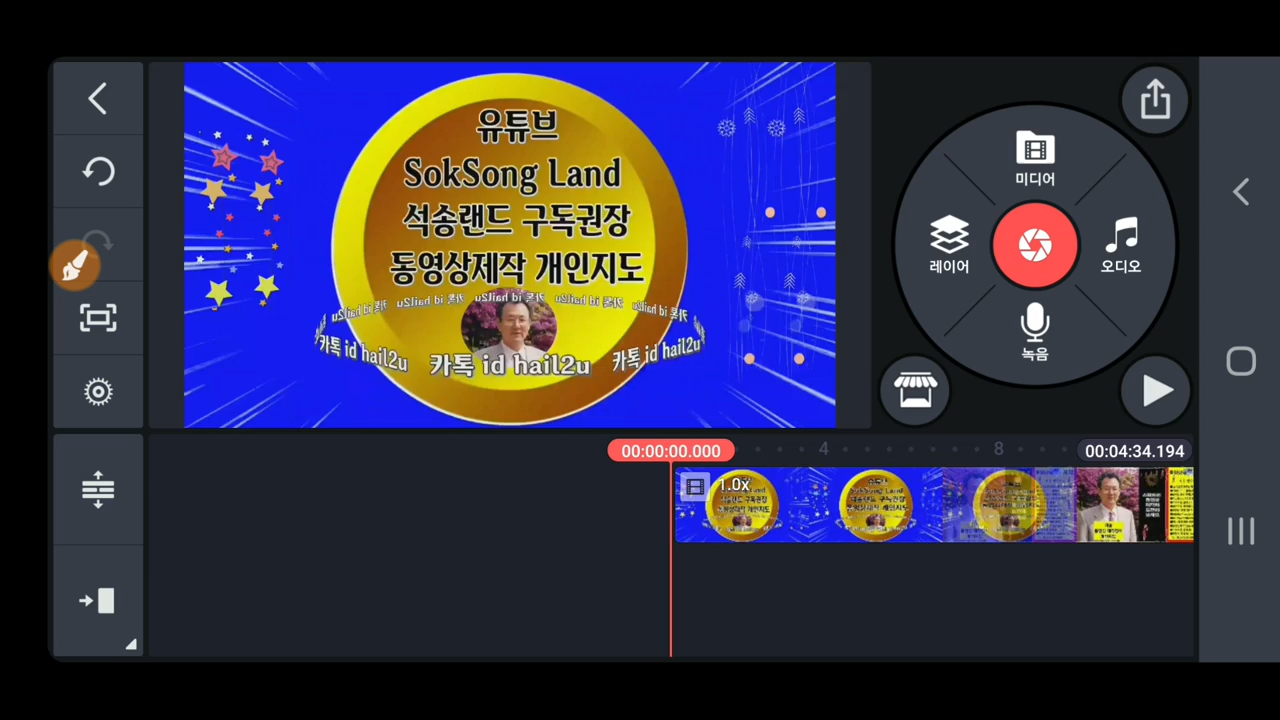 유튜브
SokSong Land
석송랜드 구독권장
동영상제작 개인지도
카톡 id hail2u 카톡 id hail2u 카톡 id hail2u
미디어
레이어
오디오
녹음
00:00:00.000
4
8
00:04:34.194
1.0x